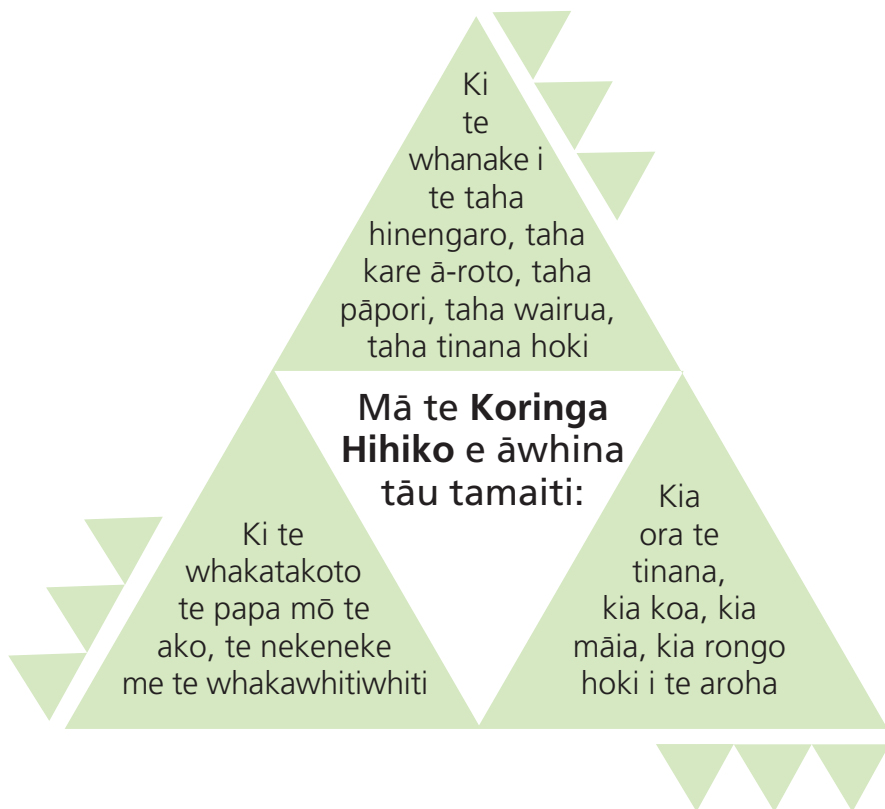 Ki
te
whanake i
te taha
hinengaro, taha
kare ā-roto, taha
pāpori, taha wairua,
taha tinana hoki
Mā te Koringa
Hihiko e āwhina
tāu tamaiti:
Ki te
whakatakoto
te papa mō te
ako, te nekeneke
me te whakawhitiwhiti
Kia
ora te
tinana,
kia koa, kia
māia, kia rongo
hoki i te aroha